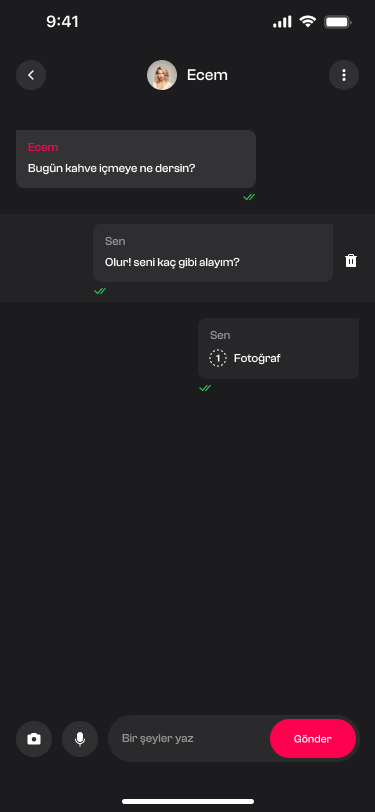 9:41
Ecem
Ecem
Bugün kahve içmeye ne dersin?
Sen
Olur! seni kaç gibi alayım?
Sen
1 Fotoğraf
Bir şeyler yaz
Gönder